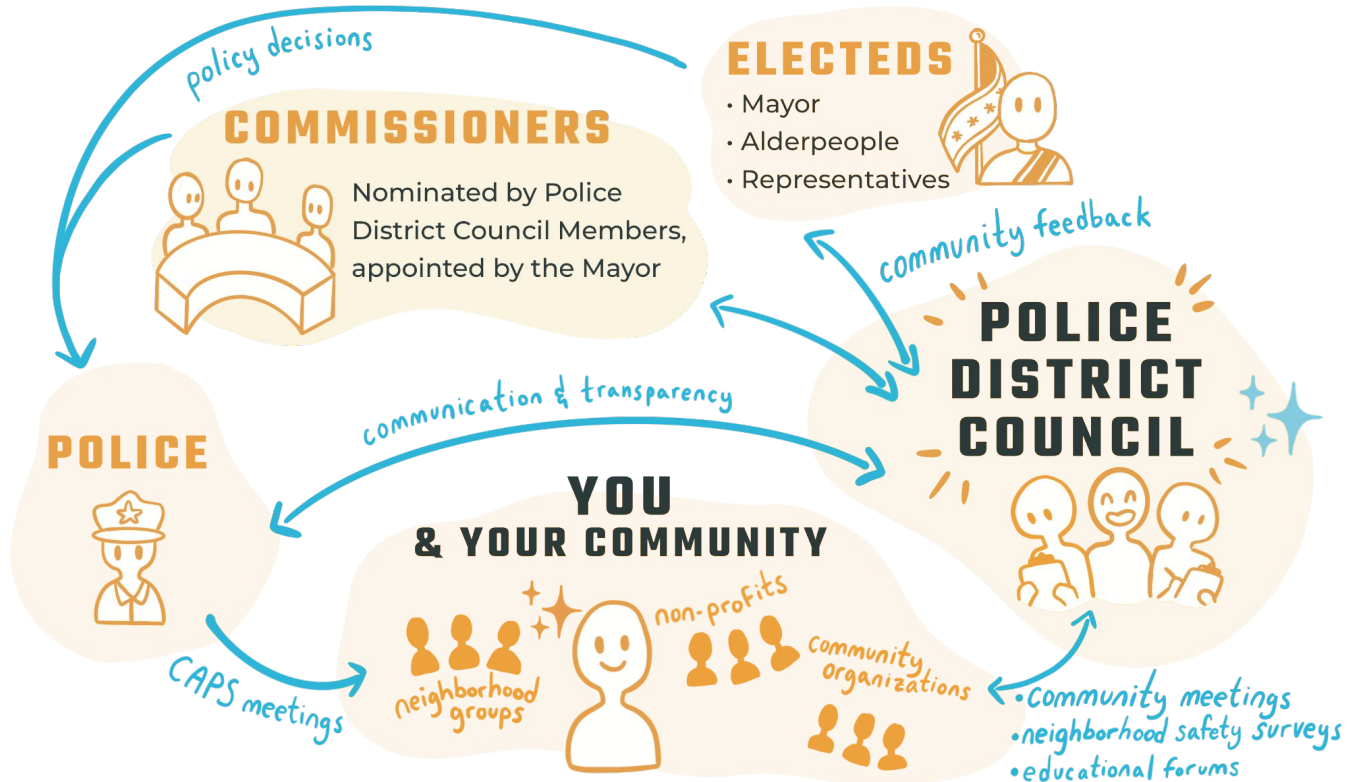 policy decisions
COMMISSIONERS
Nominated by Police
District Council Members,
appointed by the Mayor
ELECTEDS
• Mayor
• Alderpeople
• Representatives
community feedback
POLICE
DISTRICT
COUNCIL
communication & transparency
POLICE
YOU
& YOUR COMMUNITY
neighborhood
groups
non-profits
community
organizations
CAPS meetings
•community meetings
•neighborhood safety surveys
•educational forums